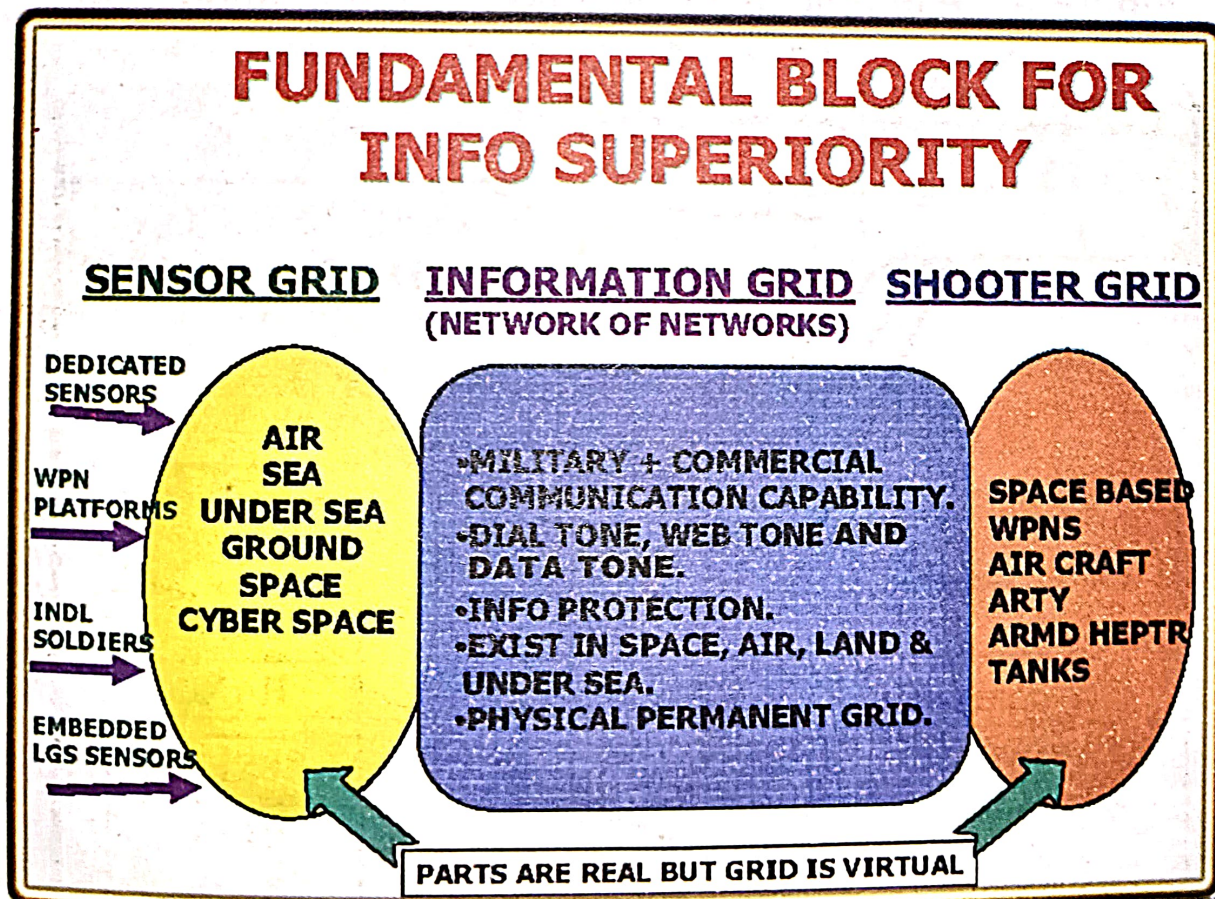 FUNDAMENTAL BLOCK FOR
INFO SUPERIORITY
SENSOR GRID
INFORMATION GRID
(NETWORK OF NETWORKS)
SHOOTER GRID
DEDICATED
SENSORS
WPN
PLATFORMS
INDL
SOLDIERS
EMBEDDED
LGS SENSORS
AIR
SEA
UNDER SEA
GROUND
SPACE
CYBER SPACE
•MILITARY + COMMERCIAL
COMMUNICATION CAPABILITY.
•DIAL TONE, WEB TONE AND
DATA TONE.
•INFO PROTECTION.
•EXIST IN SPACE, AIR, LAND &
UNDER SEA.
•PHYSICAL PERMANENT GRID.
SPACE BASED
WPNS
AIR CRAFT
ARTY
ARMD HEPTR
TANKS
PARTS ARE REAL BUT GRID IS VIRTUAL